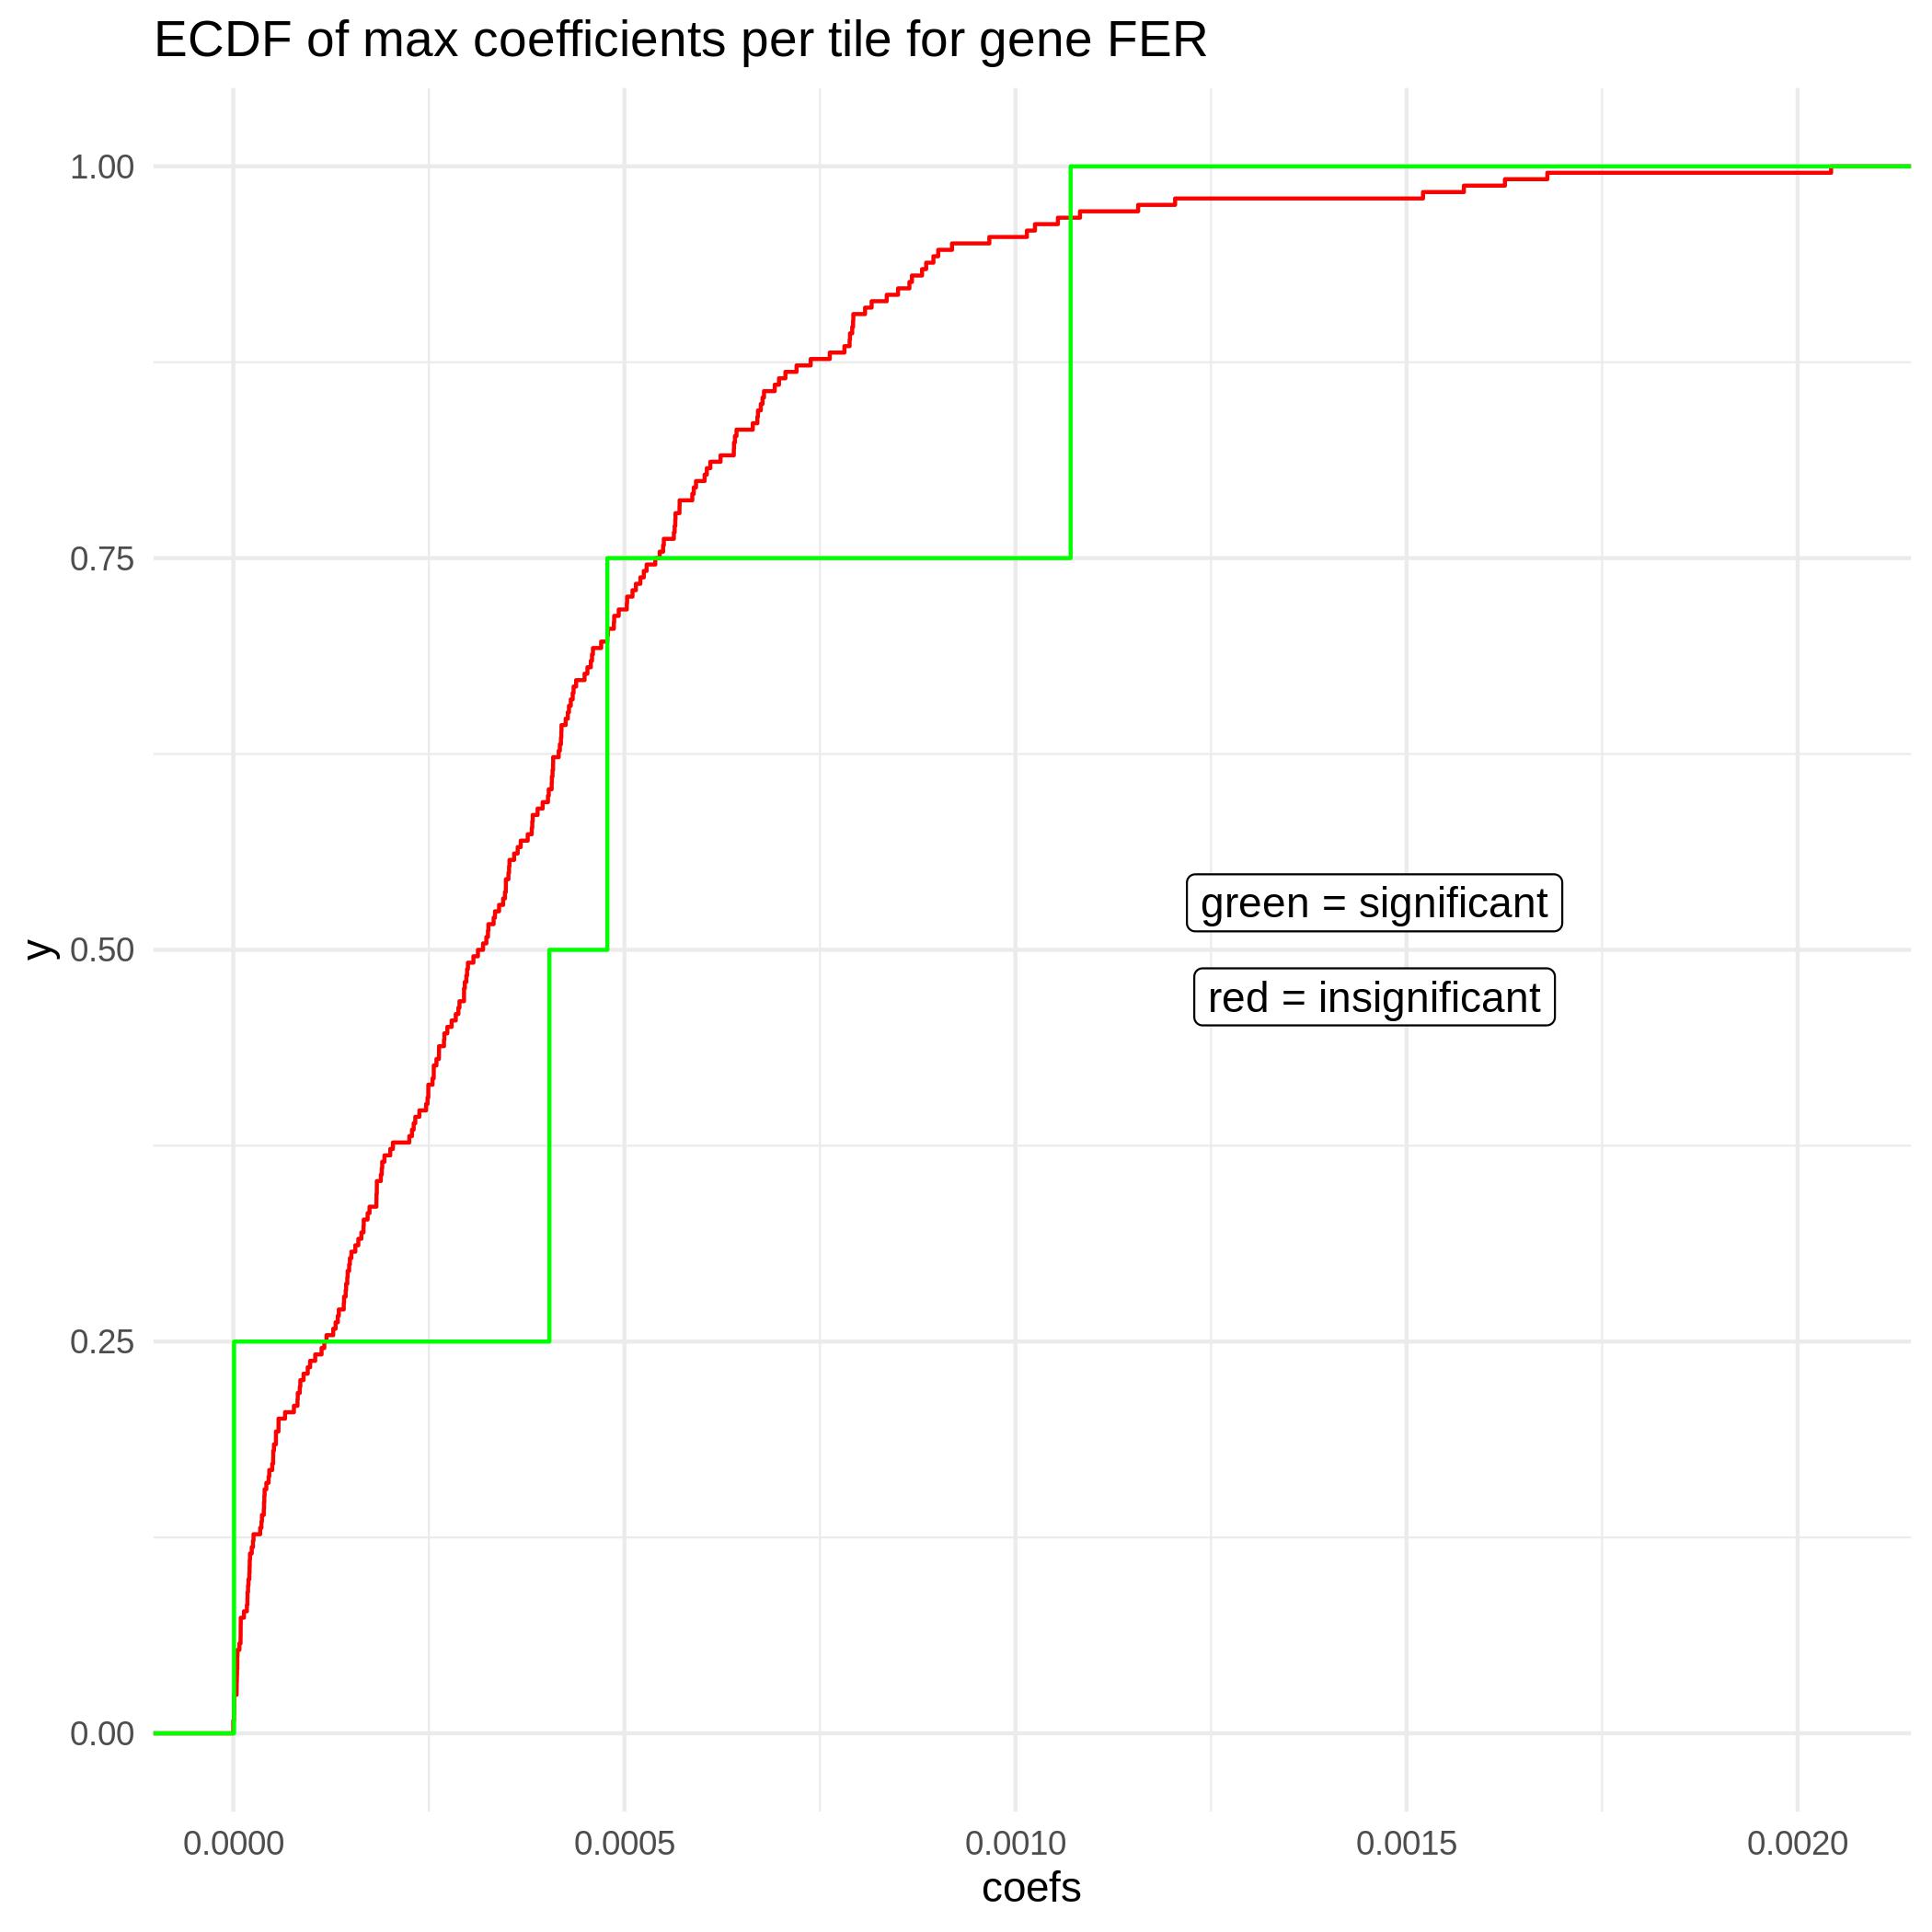 ECDF of max coefficients per tile for gene FER
1.00
0.75
0.50
0.25
0.00
y
green = significant
red = insignificant
0.0000 0.0005 0.0010 0.0015 0.0020
coefs